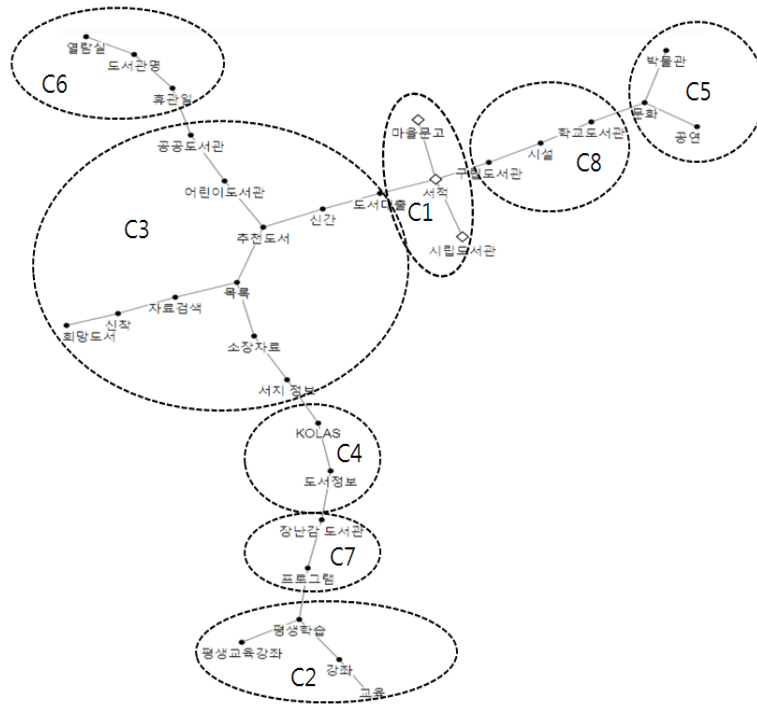 열람실
도서관명
C6
휴관일
박물관
C5
문화
공연
마을문고
학교도서관
시설
C8
구립도서관
공공도서관
어린이도서관
서적
도서대출
C1
신간
C3
추천도서
시립도서관
목록
자료검색
신착
희망도서
소장자료
서지 정보
KOLAS
C4
도서정보
장난감 도서관
C7
프로그램
평생학습
평생교육강좌
강좌
C2
교육